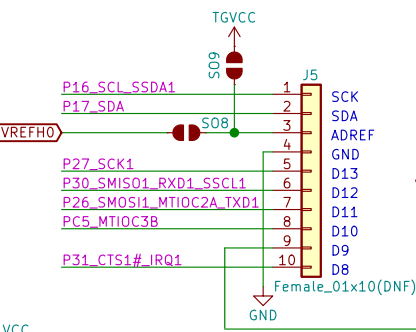 TGVCC
SO9
J5
P16_SCL_SSDA1 1 SCK
P17_SDA 2 SDA
VREFH0 SO8 3 ADREF
4 GND
P27_SCK1 5 D13
P30_SMISO1_RXD1_SSCL1 6 D12
P26_SMOSI1_MTIOC2A_TXD1 7 D11
PC5_MTIOC3B 8 D10
9 D9
P31_CTS1#_IRQ1 10 D8
Female_01x10(DNF)
GND
VCC